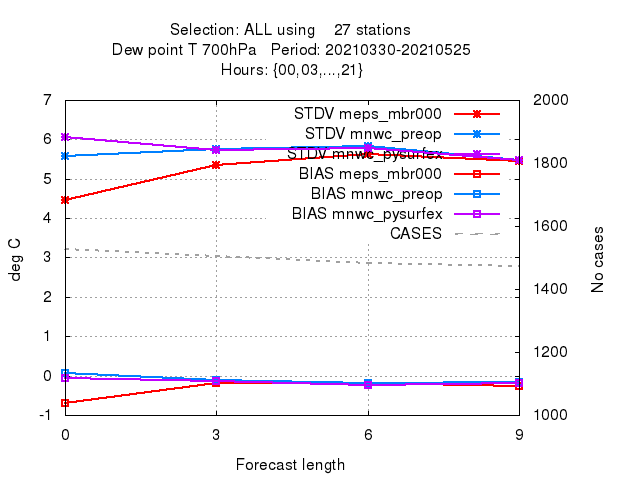 Selection: ALL using    27 stations
Dew point T 700hPa   Period: 20210330-20210525
Hours: {00,03,...,21}
7
6
5
4
3
2
1
0
-1
deg C
2000
1800
1600
1400
1200
1000
No cases
STDV meps_mbr000
STDV mnwc_preop
STDV mnwc_pysurfex
BIAS meps_mbr000
BIAS mnwc_preop
BIAS mnwc_pysurfex
CASES
0 3 6 9
Forecast length